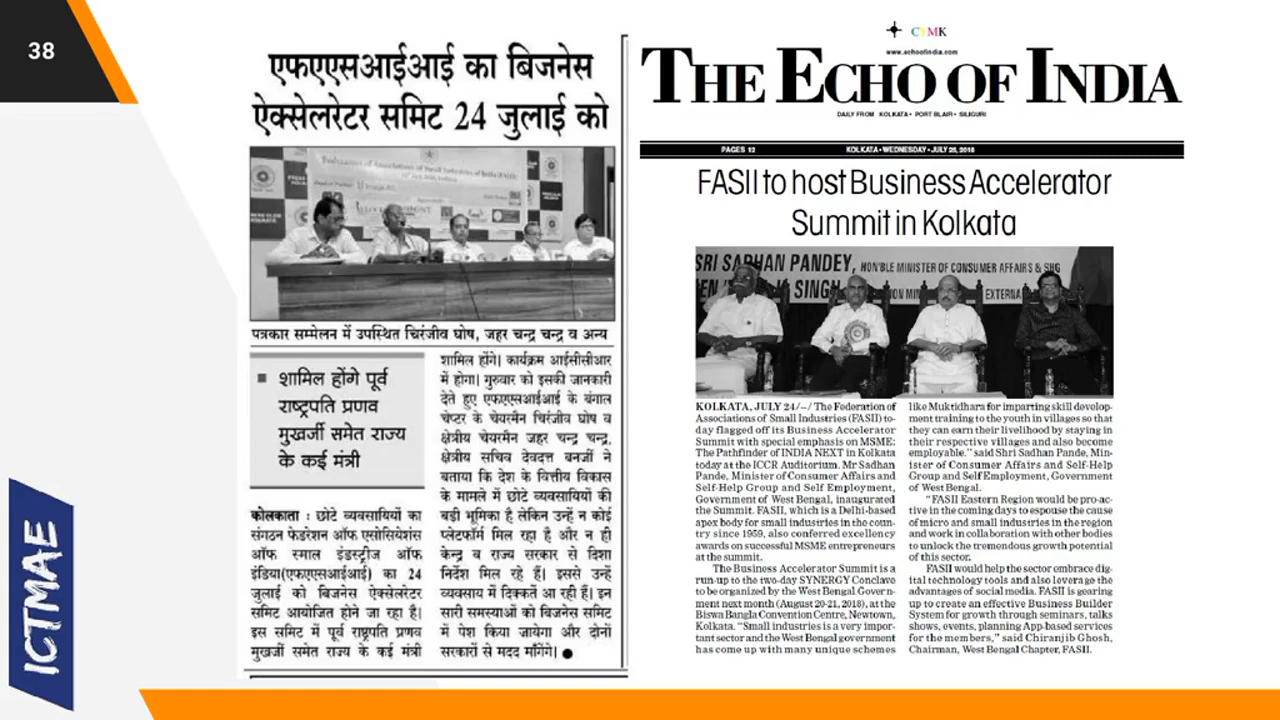 38
एफएएसआईआई का बिजनेस
ऐक्सेलरेटर समिट 24 जुलाई को
पत्रकार सम्मेलन में उपस्थित चिरंजीव घोष, जहर चन्द्र चन्द्र व अन्य
■ शामिल होंगे पूर्व
राष्ट्रपति प्रणव
मुखर्जी समेत राज्य
के कई मंत्री
कोलकाता : छोटे व्यवसायियों का
संगठन फेडरेशन ऑफ एसोसियेशंस
ऑफ स्माल इंडस्ट्रीज ऑफ
इंडिया(एफएएसआईआई) का 24
जुलाई को बिजनेस ऐक्सेलरेटर
समिट आयोजित होने जा रहा है।
इस समिट में पूर्व राष्ट्रपति प्रणव
मुखर्जी समेत राज्य के कई मंत्री
शामिल होंगे। कार्यक्रम आईसीसीआर
में होगा। गुरुवार को इसकी जानकारी
देते हुए एफएएसआईआई के बंगाल
चेप्टर के चेयरमैन चिरंजीव घोष व
क्षेत्रीय चेयरमैन जहर चन्द्र चन्द्र,
क्षेत्रीय सचिव देवदत्त बनर्जी ने
बताया कि देश के वित्तीय विकास
के मामले में छोटे व्यवसायियों की
बड़ी भूमिका है लेकिन उन्हें न कोई
प्लेटफॉर्म मिल रहा है और न ही
केन्द्र व राज्य सरकार से दिशा
निर्देश मिल रहे हैं। इससे उन्हें
व्यवसाय में दिक्कतें आ रही हैं। इन
सारी समस्याओं को बिजनेस समिट
में पेश किया जायेगा और दोनों
सरकारों से मदद माँगेंगे। ●
CYMK
www.echoofindia.com
THE ECHO OF INDIA
DAILY FROM KOLKATA • PORT BLAIR • SILIGURI
PAGES 12 KOLKATA • WEDNESDAY • JULY 25, 2018
FASII to host Business Accelerator
Summit in Kolkata
SRI SADHAN PANDEY, HON'BLE MINISTER OF CONSUMER AFFAIRS & SHG
SINGH EXTERNA
KOLKATA, JULY 24/--/ The Federation of
Associations of Small Industries (FASII) to-
day flagged off its Business Accelerator
Summit with special emphasis on MSME:
The Pathfinder of INDIA NEXT in Kolkata
today at the ICCR Auditorium. Mr Sadhan
Pande, Minister of Consumer Affairs and
Self-Help Group and Self Employment,
Government of West Bengal, inaugurated
the Summit. FASII, which is a Delhi-based
apex body for small industries in the coun-
try since 1959, also conferred excellency
awards on successful MSME entrepreneurs
at the summit.
The Business Accelerator Summit is a
run-up to the two-day SYNERGY Conclave
to be organized by the West Bengal Govern-
ment next month (August 20-21, 2018), at the
Biswa Bangla Convention Centre, Newtown,
Kolkata. "Small industries is a very impor-
tant sector and the West Bengal government
has come up with many unique schemes
like Muktidhara for imparting skill develop-
ment training to the youth in villages so that
they can earn their livelihood by staying in
their respective villages and also become
employable." said Shri Sadhan Pande, Min-
ister of Consumer Affairs and Self-Help
Group and Self Employment, Government
of West Bengal.
"FASII Eastern Region would be pro-ac-
tive in the coming days to espouse the cause
of micro and small industries in the region
and work in collaboration with other bodies
to unlock the tremendous growth potential
of this sector.
FASII would help the sector embrace dig-
ital technology tools and also leverage the
advantages of social media. FASII is gearing
up to create an effective Business Builder
System for growth through seminars, talks
shows, events, planning App-based services
for the members," said Chiranjib Ghosh,
Chairman, West Bengal Chapter, FASII.
ICTMAE